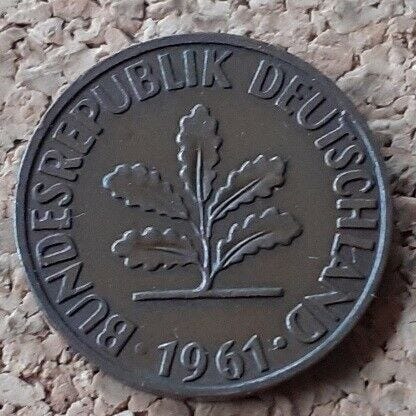 · BUNDESREPUBLIK DEUTSCHLAND ·
1961